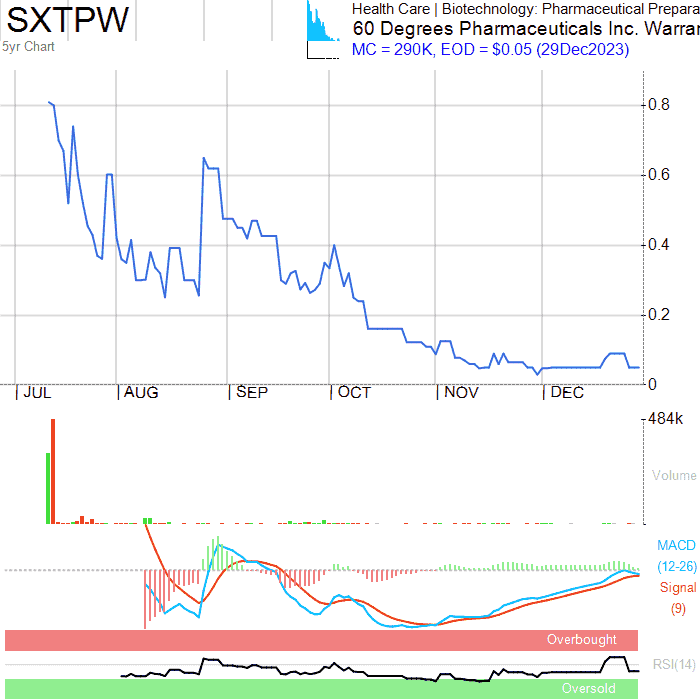 SXTPW
5yr Chart
Health Care | Biotechnology: Pharmaceutical Prepara
60 Degrees Pharmaceuticals Inc. Warrar
MC = 290K, EOD = $0.05 (29Dec2023)
0.8
0.6
0.4
0.2
0
JUL AUG SEP OCT NOV DEC
484k
Volume
MACD
(12-26)
Signal
(9)
Overbought
RSI(14)
Oversold